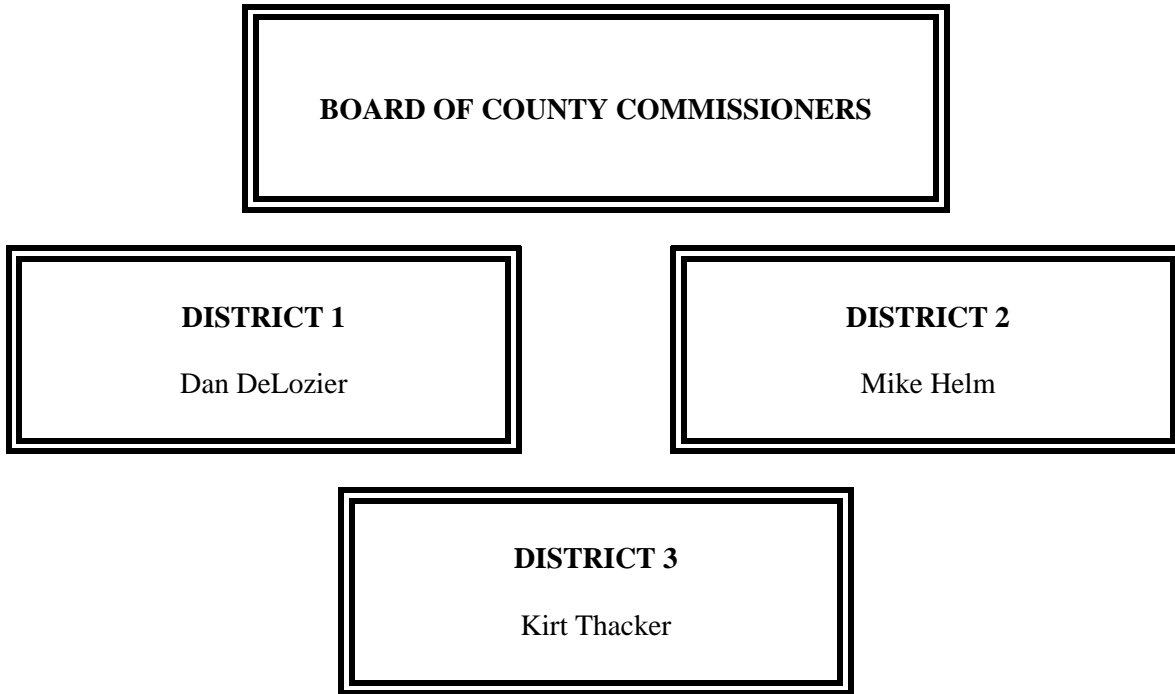 BOARD OF COUNTY COMMISSIONERS
DISTRICT 1
Dan DeLozier
DISTRICT 2
Mike Helm
DISTRICT 3
Kirt Thacker